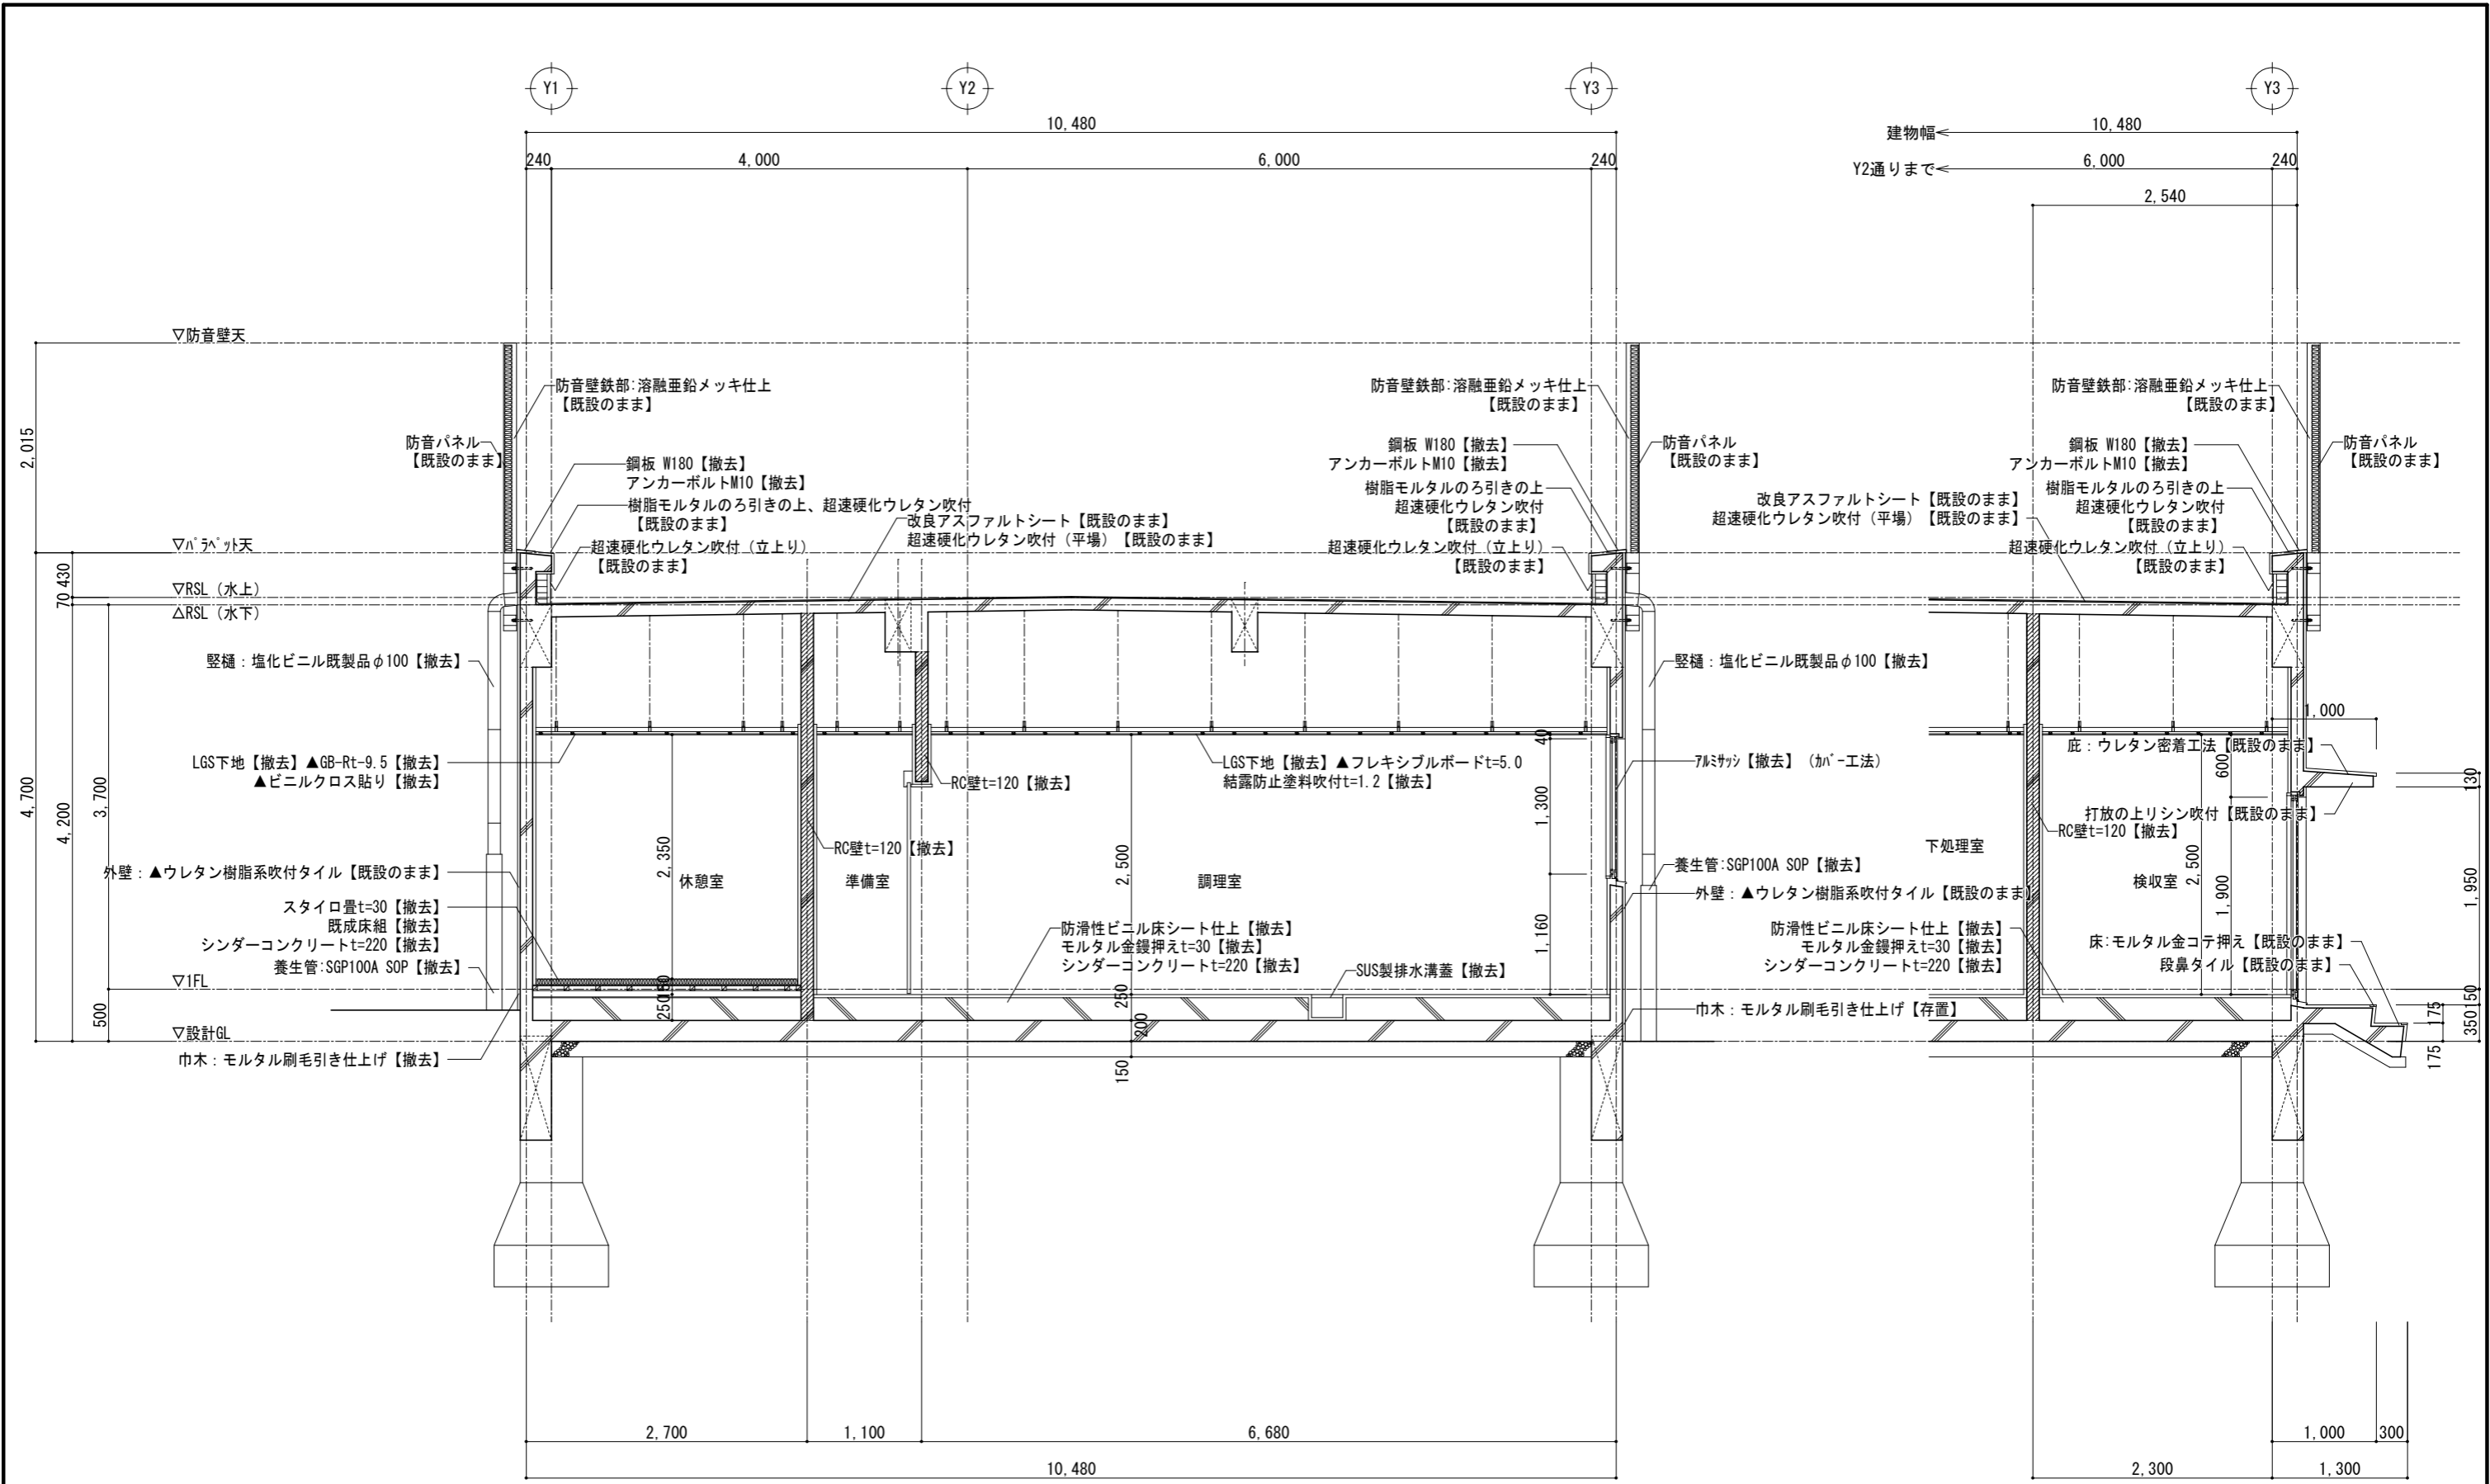 Y1
Y2
Y3
Y3
10,480
建物幅
10,480
240
4,000
6,000
240
Y2通りまで
6,000
240
2,540
▽防音壁天
防音壁鉄部:溶融亜鉛メッキ仕上
【既設のまま】
防音壁鉄部:溶融亜鉛メッキ仕上
【既設のまま】
防音壁鉄部:溶融亜鉛メッキ仕上
【既設のまま】
2,015
防音パネル
【既設のまま】
鋼板 W180【撤去】
アンカーボルトM10【撤去】
樹脂モルタルのろ引きの上、超速硬化ウレタン吹付
【既設のまま】
改良アスファルトシート【既設のまま】
超速硬化ウレタン吹付（平場）【既設のまま】
超速硬化ウレタン吹付（立上り）
【既設のまま】
鋼板 W180【撤去】
アンカーボルトM10【撤去】
樹脂モルタルのろ引きの上
超速硬化ウレタン吹付
【既設のまま】
超速硬化ウレタン吹付（立上り）
【既設のまま】
防音パネル
【既設のまま】
改良アスファルトシート【既設のまま】
超速硬化ウレタン吹付（平場）【既設のまま】
鋼板 W180【撤去】
アンカーボルトM10【撤去】
樹脂モルタルのろ引きの上
超速硬化ウレタン吹付
【既設のまま】
超速硬化ウレタン吹付（立上り）
【既設のまま】
防音パネル
【既設のまま】
▽パラペット天
430
▽RSL（水上）
70
△RSL（水下）
竪樋：塩化ビニル既製品φ100【撤去】
竪樋：塩化ビニル既製品φ100【撤去】
4,700
4,200
3,700
500
LGS下地【撤去】▲GB-Rt-9.5【撤去】
▲ビニルクロス貼り【撤去】
RC壁t=120【撤去】
LGS下地【撤去】▲フレキシブルボードt=5.0
結露防止塗料吹付t=1.2【撤去】
40
1,300
1,160
アルミサッシ【撤去】（カバー工法）
1,000
庇：ウレタン密着工法【既設のまま】
600
130
打放の上リシン吹付【既設のまま】
RC壁t=120【撤去】
RC壁t=120【撤去】
2,350
2,500
2,500
1,900
1,950
下処理室
養生管:SGP100A SOP【撤去】
外壁：▲ウレタン樹脂系吹付タイル【既設のまま】
休憩室
準備室
調理室
検収室
外壁：▲ウレタン樹脂系吹付タイル【既設のまま】
スタイロ畳t=30【撤去】
既成床組【撤去】
シンダーコンクリートt=220【撤去】
養生管:SGP100A SOP【撤去】
防滑性ビニル床シート仕上【撤去】
モルタル金鏝押えt=30【撤去】
シンダーコンクリートt=220【撤去】
SUS製排水溝蓋【撤去】
防滑性ビニル床シート仕上【撤去】
モルタル金鏝押えt=30【撤去】
シンダーコンクリートt=220【撤去】
床:モルタル金コテ押え【既設のまま】
段鼻タイル【既設のまま】
▽1FL
150
250
250
200
150
巾木：モルタル刷毛引き仕上げ【存置】
175
175
150
350
▽設計GL
巾木：モルタル刷毛引き仕上げ【撤去】
2,700
1,100
6,680
1,000
300
10,480
2,300
1,300